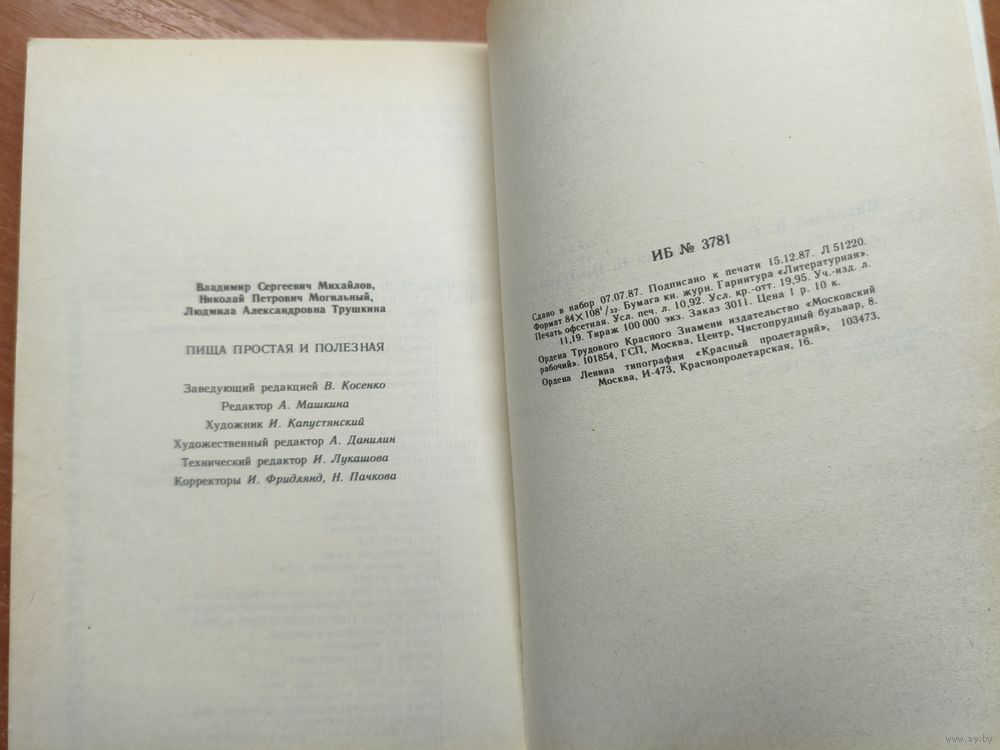 Владимир Сергеевич Михайлов,
Николай Петрович Могильный,
Людмила Александровна Трушкина
ПИЩА ПРОСТАЯ И ПОЛЕЗНАЯ
Заведующий редакцией В. Косенко
Редактор А. Машкина
Художник И. Капустянский
Художественный редактор А. Данилин
Технический редактор И. Лукашова
Корректоры И. Фридлянд, Н. Пачкова
ИБ № 3781
Сдано в набор 07.07.87. Подписано к печати 15.12.87. Л 51220.
Формат 84×108¹/₃₂. Бумага кн. журн. Гарнитура «Литературная».
Печать офсетная. Усл. печ. л. 10,92. Усл. кр.-отт. 19,95. Уч.-изд. л.
11,19. Тираж 100 000 экз. Заказ 3011. Цена 1 р. 10 к.
Ордена Трудового Красного Знамени издательство «Московский
рабочий». 101854, ГСП, Москва, Центр, Чистопрудный бульвар, 8.
Ордена Ленина типография «Красный пролетарий», 103473,
Москва, И-473, Краснопролетарская, 16.
www.ay.by